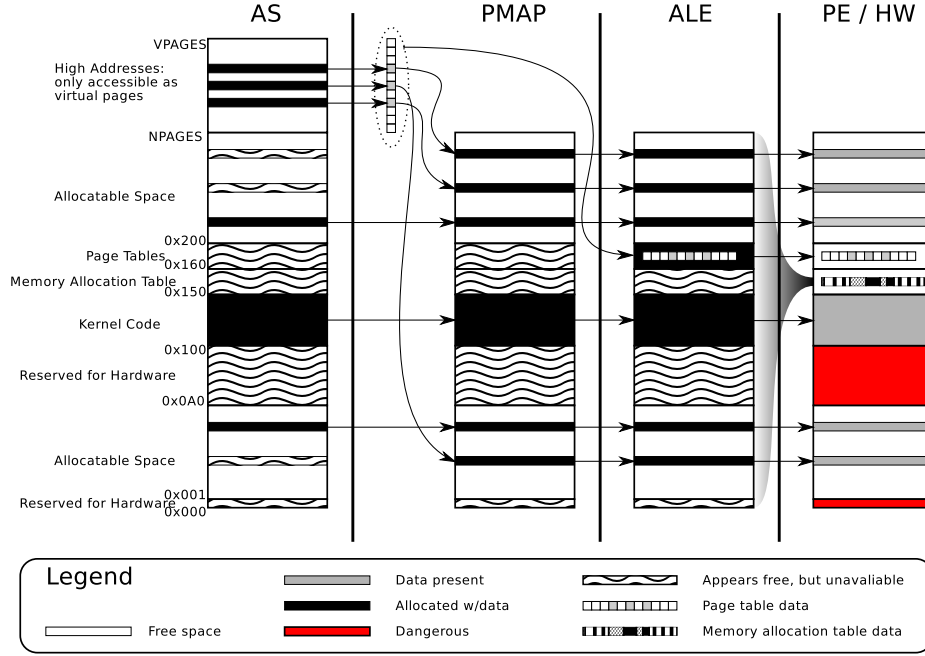 AS
PMAP
ALE
PE / HW
VPAGES
High Addresses:
only accessible as
virtual pages
NPAGES
Allocatable Space
0x200
Page Tables
0x160
Memory Allocation Table
0x150
Kernel Code
0x100
Reserved for Hardware
0x0A0
Allocatable Space
0x001
Reserved for Hardware
0x000
Legend
Data present
Appears free, but unavaliable
Allocated w/data
Page table data
Free space
Dangerous
Memory allocation table data